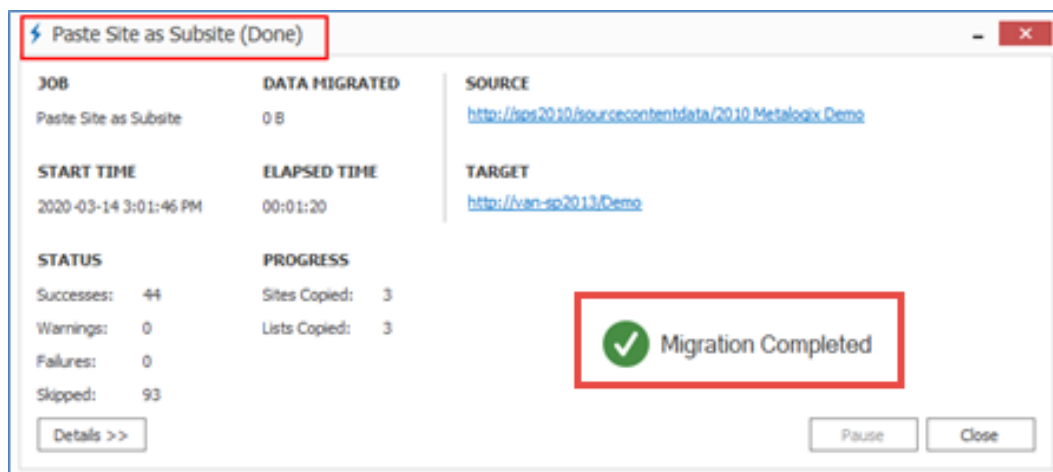 Paste Site as Subsite (Done)
JOB
Paste Site as Subsite
DATA MIGRATED
0 B
SOURCE
http://sps2010/sourcecontentdata/2010 Metalogix Demo
START TIME
2020-03-14 3:01:46 PM
ELAPSED TIME
00:01:20
TARGET
http://van-sp2013/Demo
STATUS
Successes: 44
Warnings: 0
Failures: 0
Skipped: 93
PROGRESS
Sites Copied: 3
Lists Copied: 3
Migration Completed
Details >>
Pause
Close